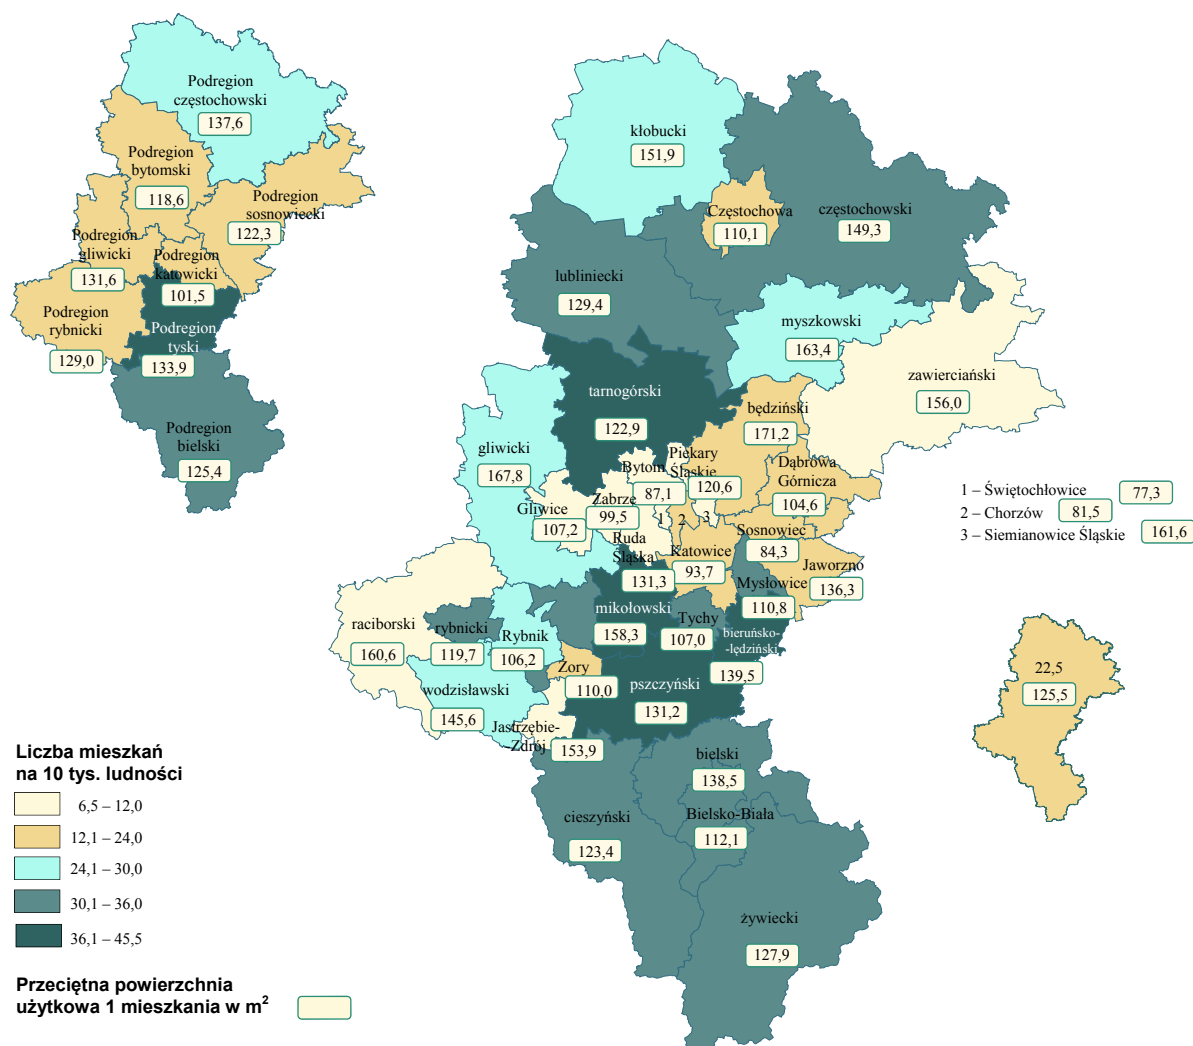 Podregion
częstochowski
137,6
Podregion
bytomski
118,6
Podregion
sosnowiecki
122,3
Podregion
gliwicki
131,6
Podregion
katowicki
101,5
Podregion
rybnicki
129,0
Podregion
tyski
133,9
Podregion
bielski
125,4
kłobucki
151,9
Częstochowa
110,1
częstochowski
149,3
lubliniecki
129,4
myszkowski
163,4
zawierciański
156,0
tarnogórski
122,9
będziński
171,2
gliwicki
167,8
Bytom
87,1
Piekary
Śląskie
120,6
Dąbrowa
Górnicza
104,6
Gliwice
107,2
Zabrze
99,5
1
2
3
Ruda
Śląska
131,3
Katowice
93,7
Sosnowiec
84,3
Jaworzno
136,3
Mysłowice
110,8
mikołowski
158,3
Tychy
107,0
bieruńsko-
-lędziński
139,5
raciborski
160,6
rybnicki
119,7
Rybnik
106,2
Żory
110,0
pszczyński
131,2
wodzisławski
145,6
Jastrzębie-
-Zdrój
153,9
bielski
138,5
Bielsko-Biała
112,1
cieszyński
123,4
żywiecki
127,9
1 – Świętochłowice 77,3
2 – Chorzów 81,5
3 – Siemianowice Śląskie 161,6
22,5
125,5
Liczba mieszkań
na 10 tys. ludności
6,5 – 12,0
12,1 – 24,0
24,1 – 30,0
30,1 – 36,0
36,1 – 45,5
Przeciętna powierzchnia
użytkowa 1 mieszkania w m²